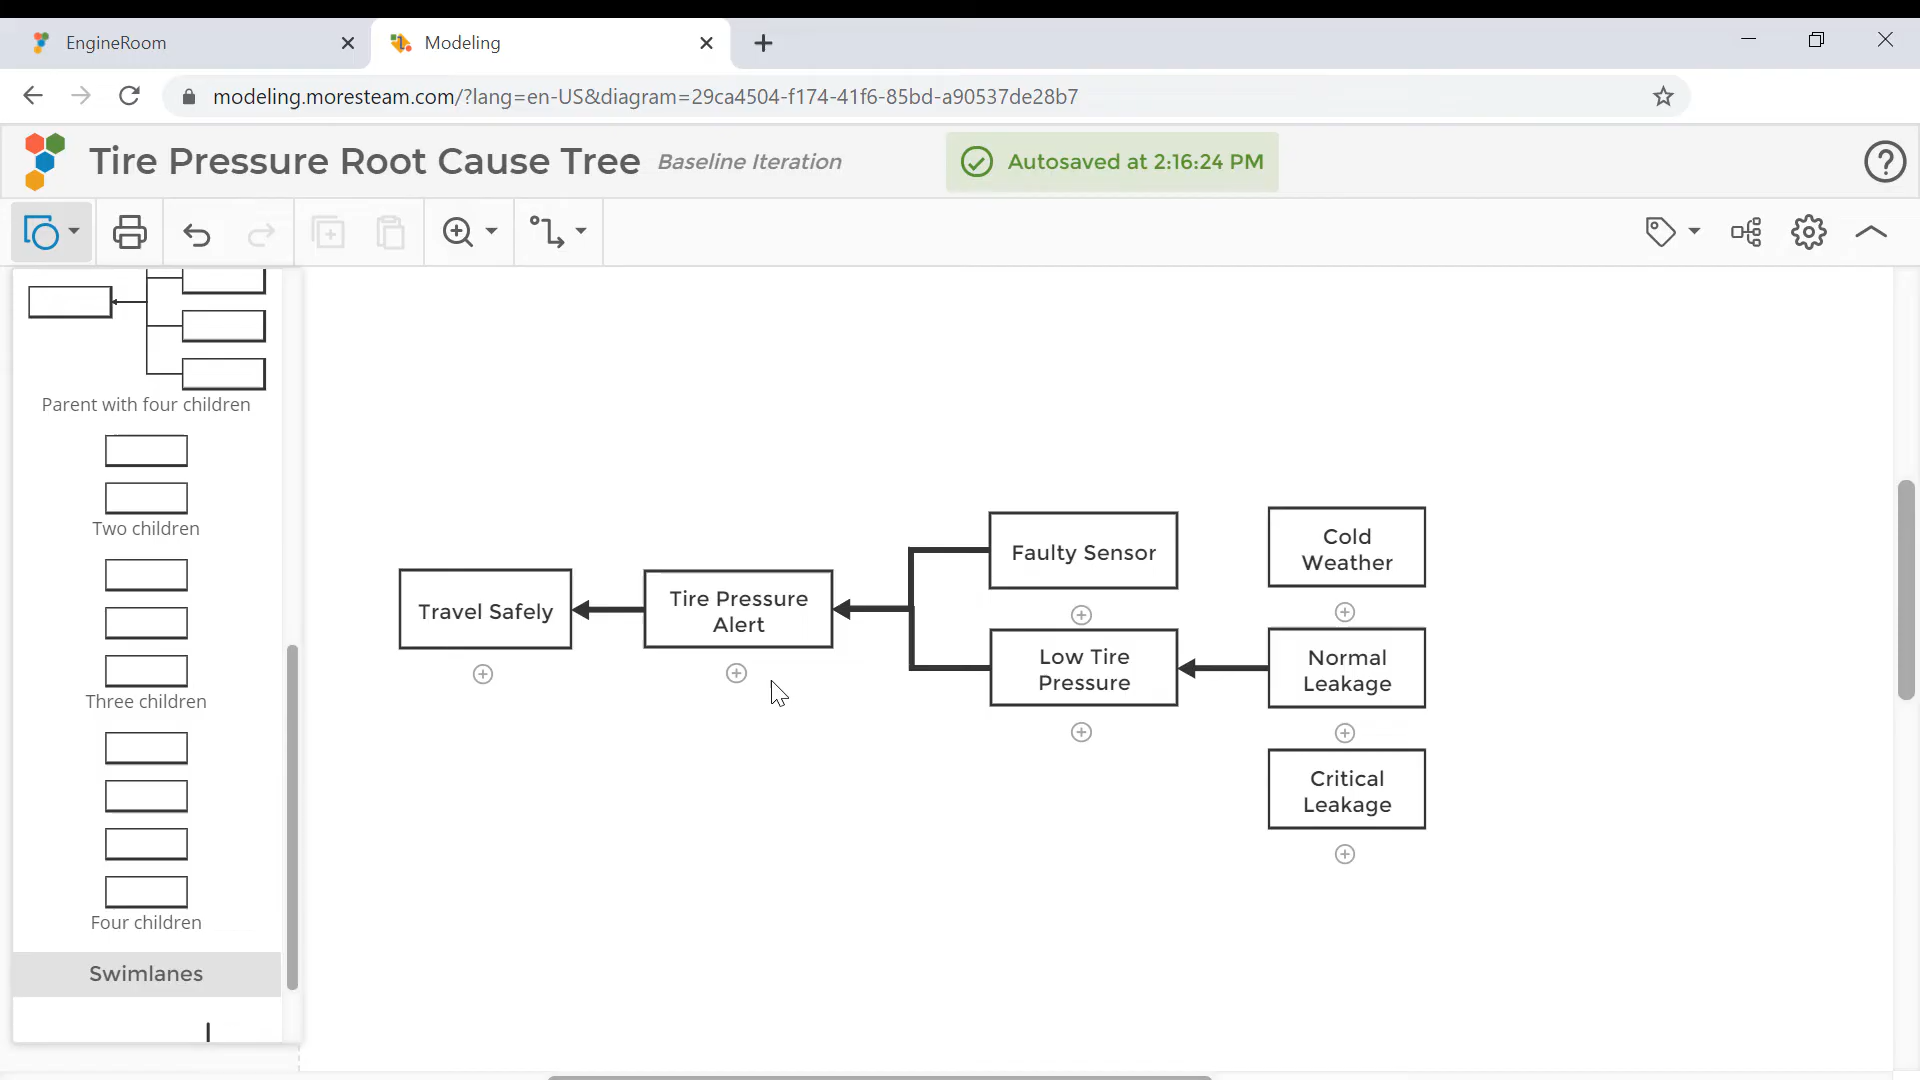 EngineRoom
Modeling
modeling.moresteam.com/?lang=en-US&diagram=29ca4504-f174-41f6-85bd-a90537de28b7
Tire Pressure Root Cause Tree
Baseline Iteration
Autosaved at 2:16:24 PM
Parent with four children
Two children
Three children
Four children
Swimlanes
Travel Safely
Tire Pressure
Alert
Faulty Sensor
Low Tire
Pressure
Cold
Weather
Normal
Leakage
Critical
Leakage